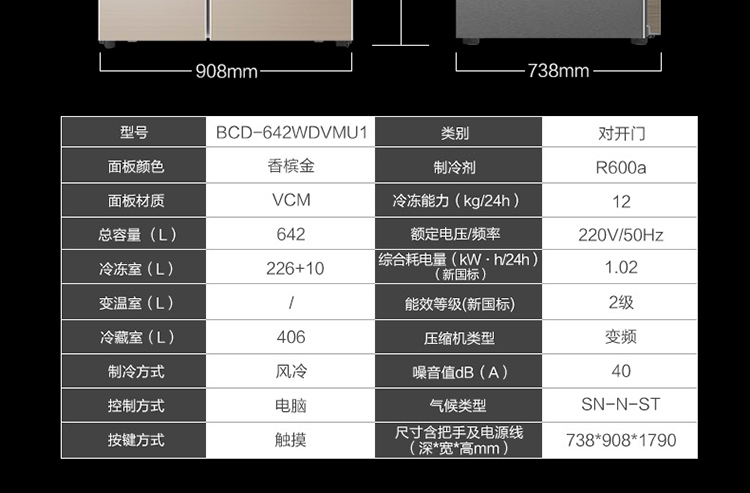 908mm 738mm
型号 BCD-642WDVMU1 类别 对开门
面板颜色 香槟金 制冷剂 R600a
面板材质 VCM 冷冻能力（kg/24h） 12
总容量（L） 642 额定电压/频率 220V/50Hz
冷冻室（L） 226+10 综合耗电量（kW·h/24h）
（新国标） 1.02
变温室（L） / 能效等级(新国标) 2级
冷藏室（L） 406 压缩机类型 变频
制冷方式 风冷 噪音值dB（A） 40
控制方式 电脑 气候类型 SN-N-ST
按键方式 触摸 尺寸含把手及电源线
（深*宽*高mm） 738*908*1790